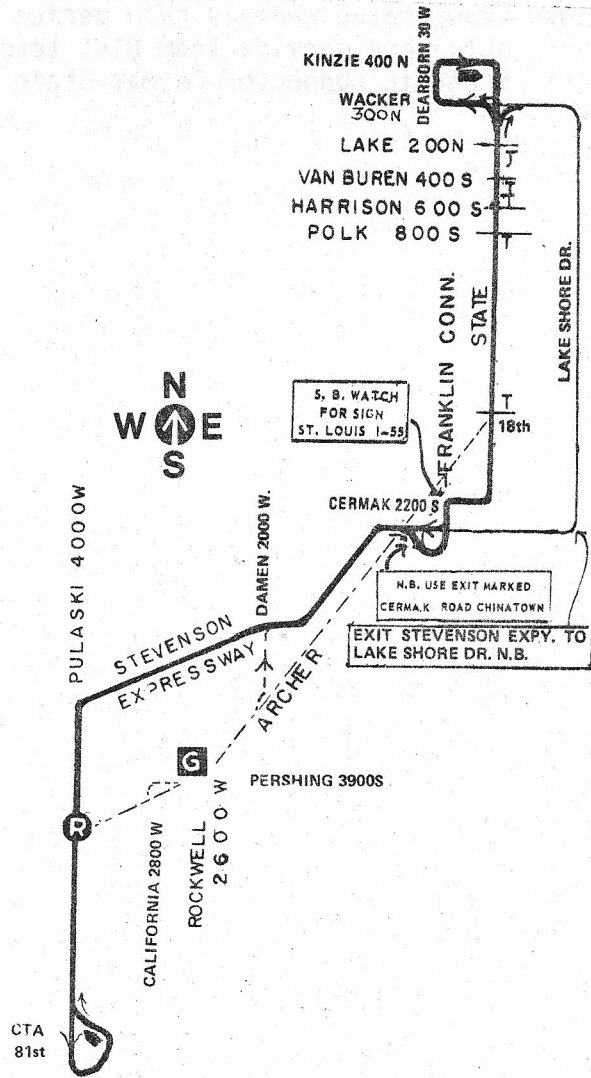 KINZIE 400 N
DEARBORN 39 W
WACKER
300N
LAKE 200N
T
VAN BUREN 400 S
T
HARRISON 600 S
POLK 800 S
T
LAKE SHORE DR.
FRANKLIN CONN.
STATE
N
W E
S
S. B. WATCH
FOR SIGN
ST. LOUIS I-55
T
18th
CERMAK 2200 S
PULASKI 4000W
DAMEN 2000 W.
N.B. USE EXIT MARKED
CERMAK ROAD CHINATOWN
STEVENSON
EXPRESSWAY
EXIT STEVENSON EXPY. TO
LAKE SHORE DR. N.B.
ARCHER
G
PERSHING 3900S
R
CALIFORNIA 2800 W
ROCKWELL
2600 W
CTA
81st